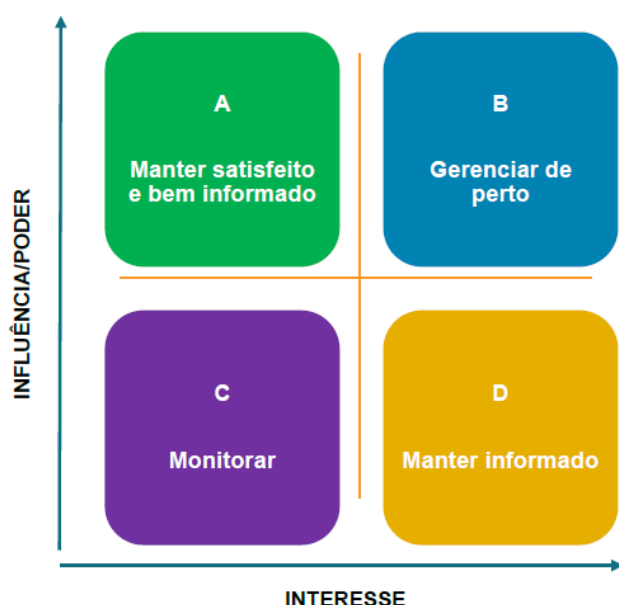 A
Manter satisfeito
e bem informado
B
Gerenciar de
perto
INFLUÊNCIA/PODER
C
Monitorar
D
Manter informado
INTERESSE